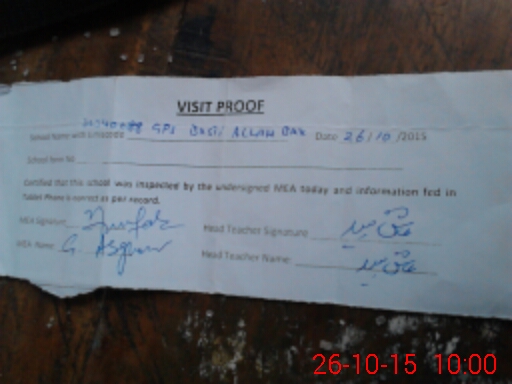 VISIT PROOF
School Name with GPS BASTI ALLAH BAX Date 26/10/2015
School Item No
Certified that this school was inspected by the undersigned MEA today and information fed in
Tablet Phone is correct as per record.
MEA Signature Head Teacher Signature
MEA Name G. Asghar Head Teacher Name
26-10-15 10:00